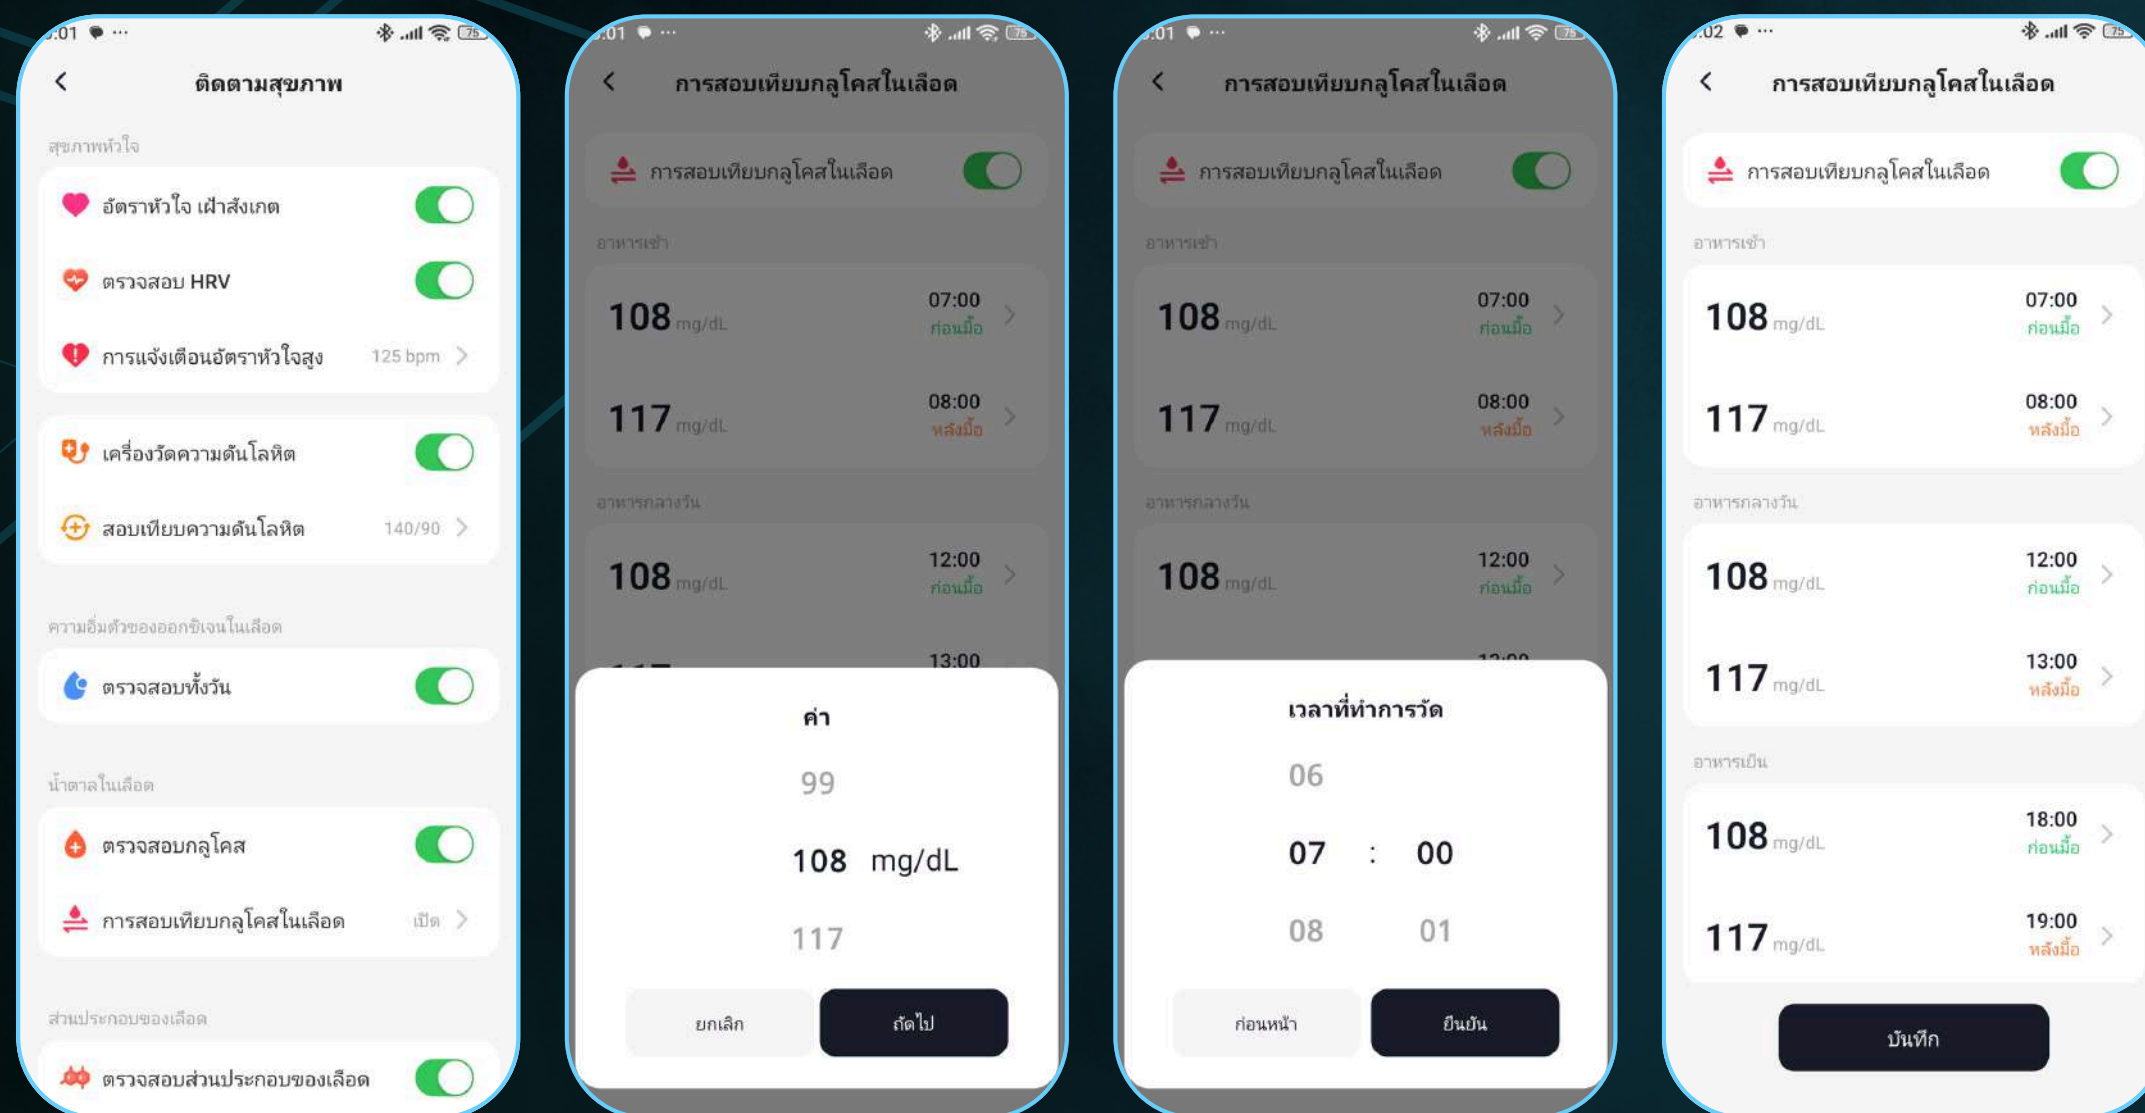 :01 ...
75
ติดตามสุขภาพ
สุขภาพหัวใจ
อัตราหัวใจ เฝ้าสังเกต
ตรวจสอบ HRV
การแจ้งเตือนอัตราหัวใจสูง 125 bpm
เครื่องวัดความดันโลหิต
สอบเทียบความดันโลหิต 140/90
ความอิ่มตัวของออกซิเจนในเลือด
ตรวจสอบทั้งวัน
น้ำตาลในเลือด
ตรวจสอบกลูโคส
การสอบเทียบกลูโคสในเลือด เปิด
ส่วนประกอบของเลือด
ตรวจสอบส่วนประกอบของเลือด
:01 ...
75
การสอบเทียบกลูโคสในเลือด
การสอบเทียบกลูโคสในเลือด
อาหารเช้า
108 mg/dL 07:00
ก่อนมื้อ
117 mg/dL 08:00
หลังมื้อ
อาหารกลางวัน
108 mg/dL 12:00
ก่อนมื้อ
13:00
ค่า
99
108 mg/dL
117
ยกเลิก ถัดไป
:01 ...
75
การสอบเทียบกลูโคสในเลือด
การสอบเทียบกลูโคสในเลือด
อาหารเช้า
108 mg/dL 07:00
ก่อนมื้อ
117 mg/dL 08:00
หลังมื้อ
อาหารกลางวัน
108 mg/dL 12:00
ก่อนมื้อ
เวลาที่ทำการวัด
06
07 : 00
08 01
ก่อนหน้า ยืนยัน
:02 ...
75
การสอบเทียบกลูโคสในเลือด
การสอบเทียบกลูโคสในเลือด
อาหารเช้า
108 mg/dL 07:00
ก่อนมื้อ
117 mg/dL 08:00
หลังมื้อ
อาหารกลางวัน
108 mg/dL 12:00
ก่อนมื้อ
117 mg/dL 13:00
หลังมื้อ
อาหารเย็น
108 mg/dL 18:00
ก่อนมื้อ
117 mg/dL 19:00
หลังมื้อ
บันทึก